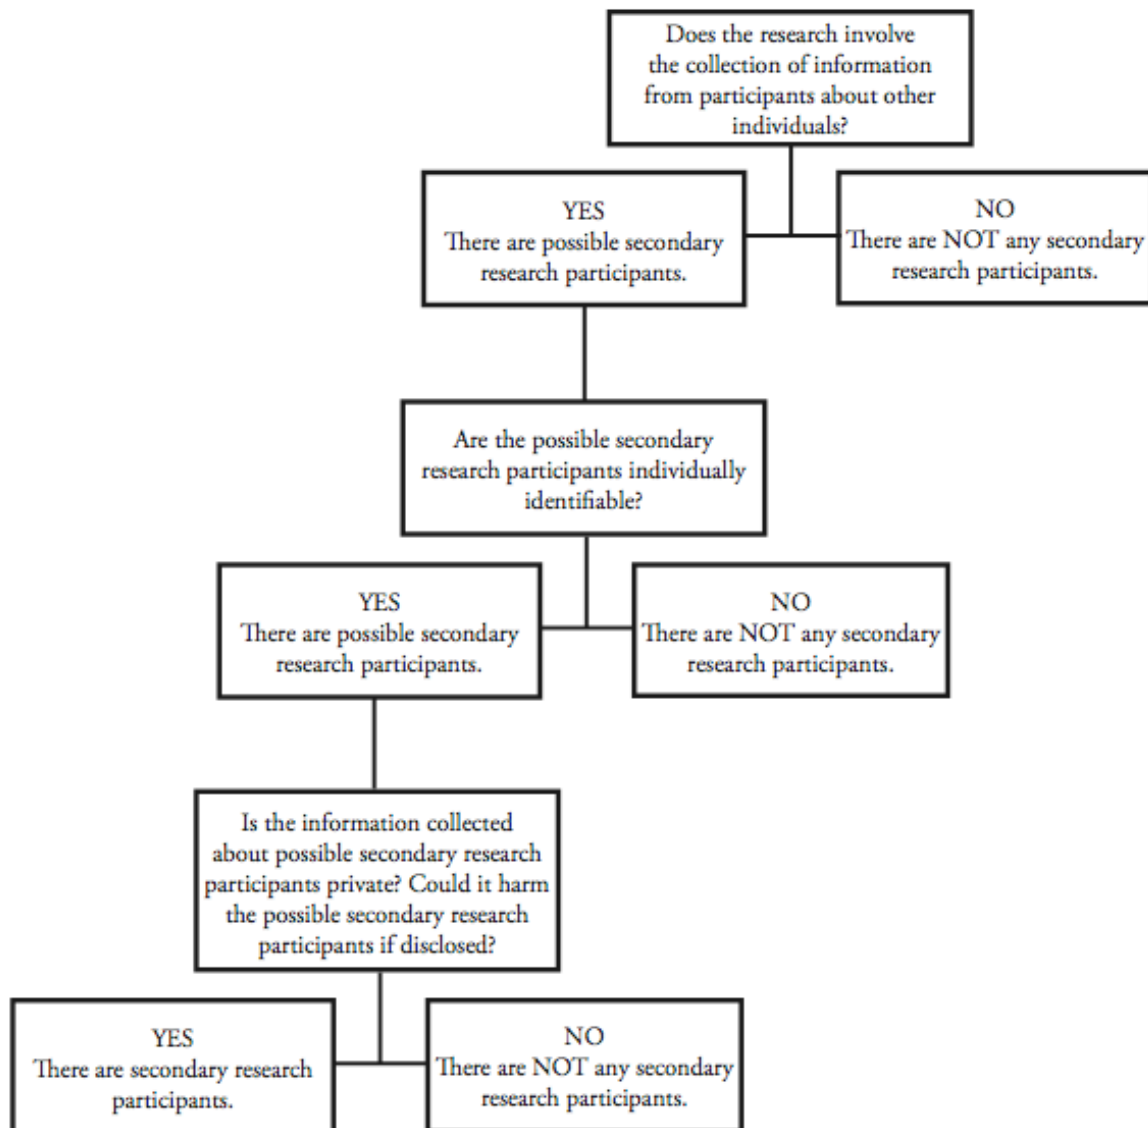 Does the research involve
the collection of information
from participants about other
individuals?
YES
There are possible secondary
research participants.
NO
There are NOT any secondary
research participants.
Are the possible secondary
research participants individually
identifiable?
YES
There are possible secondary
research participants.
NO
There are NOT any secondary
research participants.
Is the information collected
about possible secondary research
participants private? Could it harm
the possible secondary research
participants if disclosed?
YES
There are secondary research
participants.
NO
There are NOT any secondary
research participants.